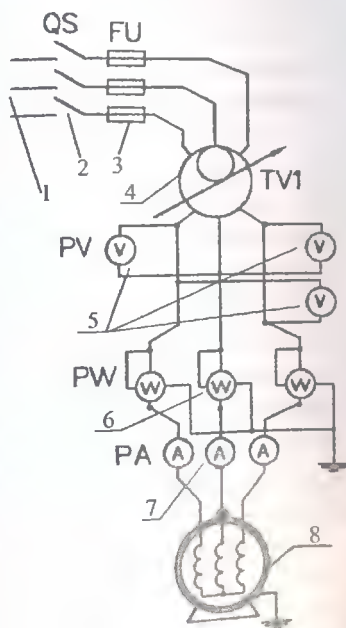 QS FU
1 2 3
4 TV1
PV V V
5 V
PW W W W
6
PA A A A
7
8